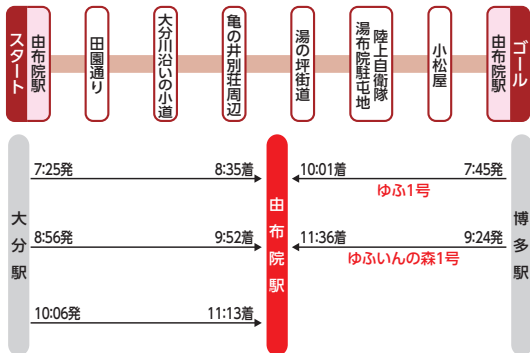 スタート
由布院駅
田園通り
大分川沿いの小道
亀の井別荘周辺
湯の坪街道
陸上自衛隊
湯布院駐屯地
小松屋
由布院駅
ゴール
大分駅
7:25発
8:35着
8:56発
9:52着
10:06発
11:13着
由布院駅
10:01着
7:45発
ゆふ1号
11:36着
9:24発
ゆふいんの森1号
博多駅